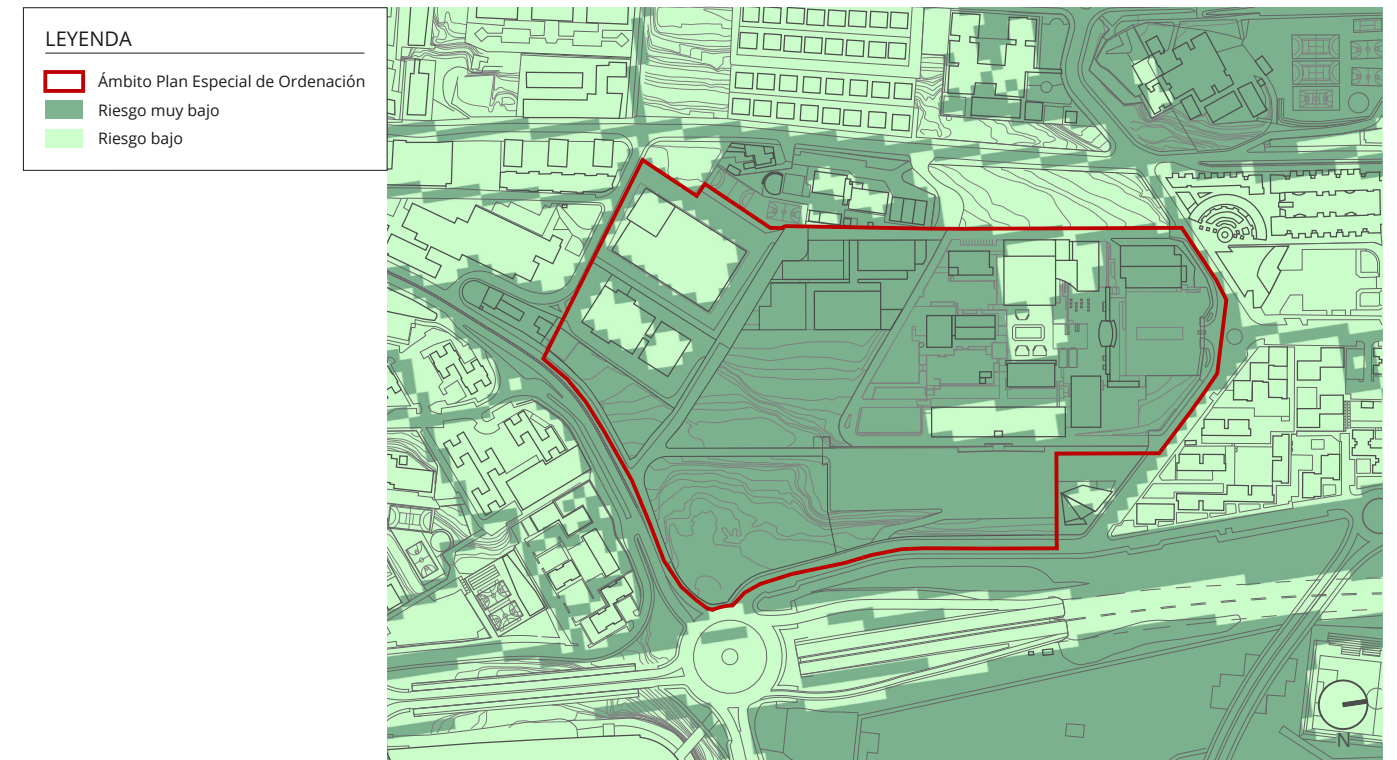 LEYENDA
Ámbito Plan Especial de Ordenación
Riesgo muy bajo
Riesgo bajo
N